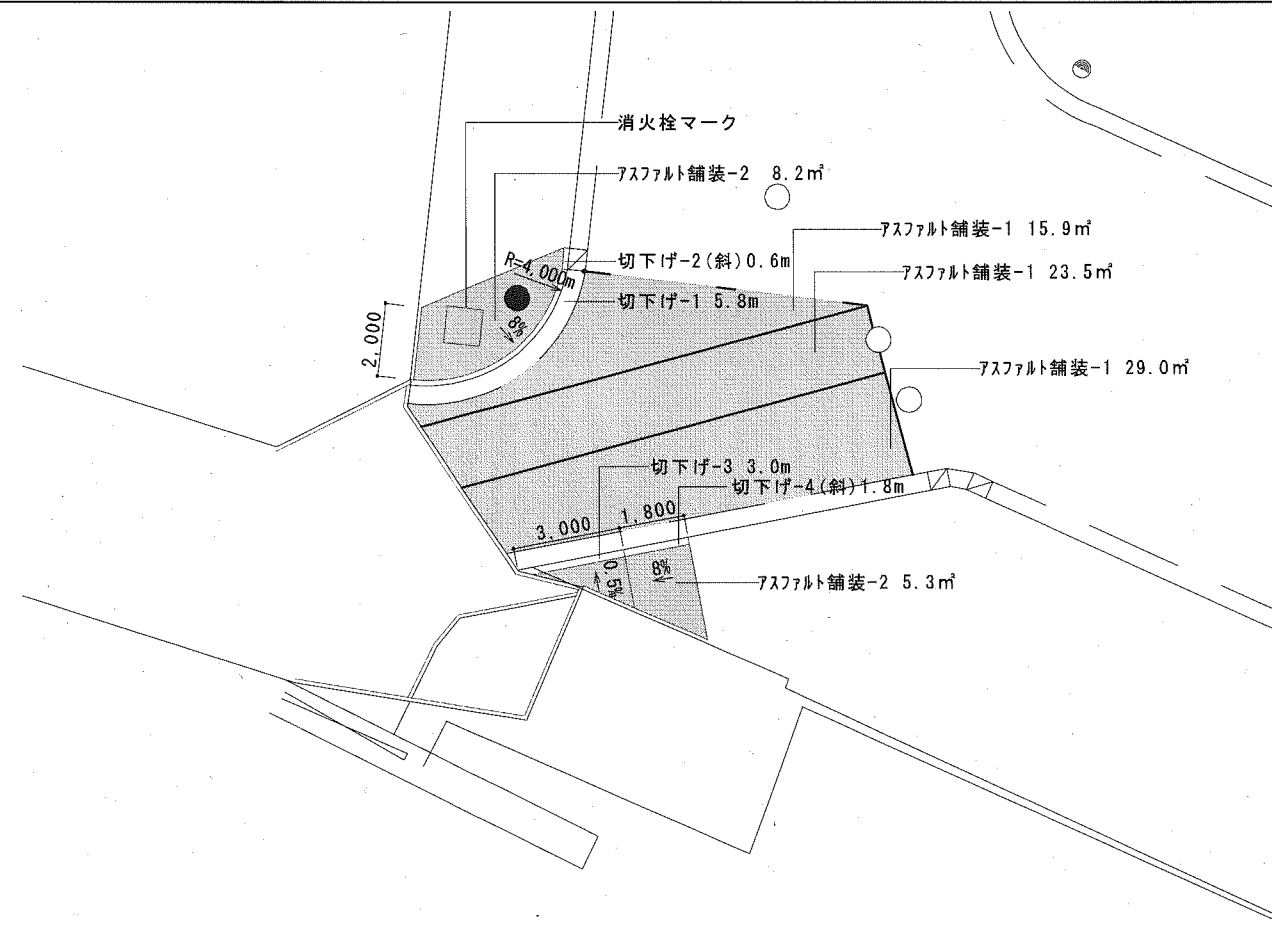 消火栓マーク
アスファルト舗装-2 8.2㎡
アスファルト舗装-1 15.9㎡
切下げ-2(斜)0.6m
R=4,000m
アスファルト舗装-1 23.5㎡
切下げ-1 5.8m
8%
2,000
アスファルト舗装-1 29.0㎡
切下げ-3 3.0m
切下げ-4(斜)1.8m
1,800
3,000
0.5%
8%
アスファルト舗装-2 5.3㎡